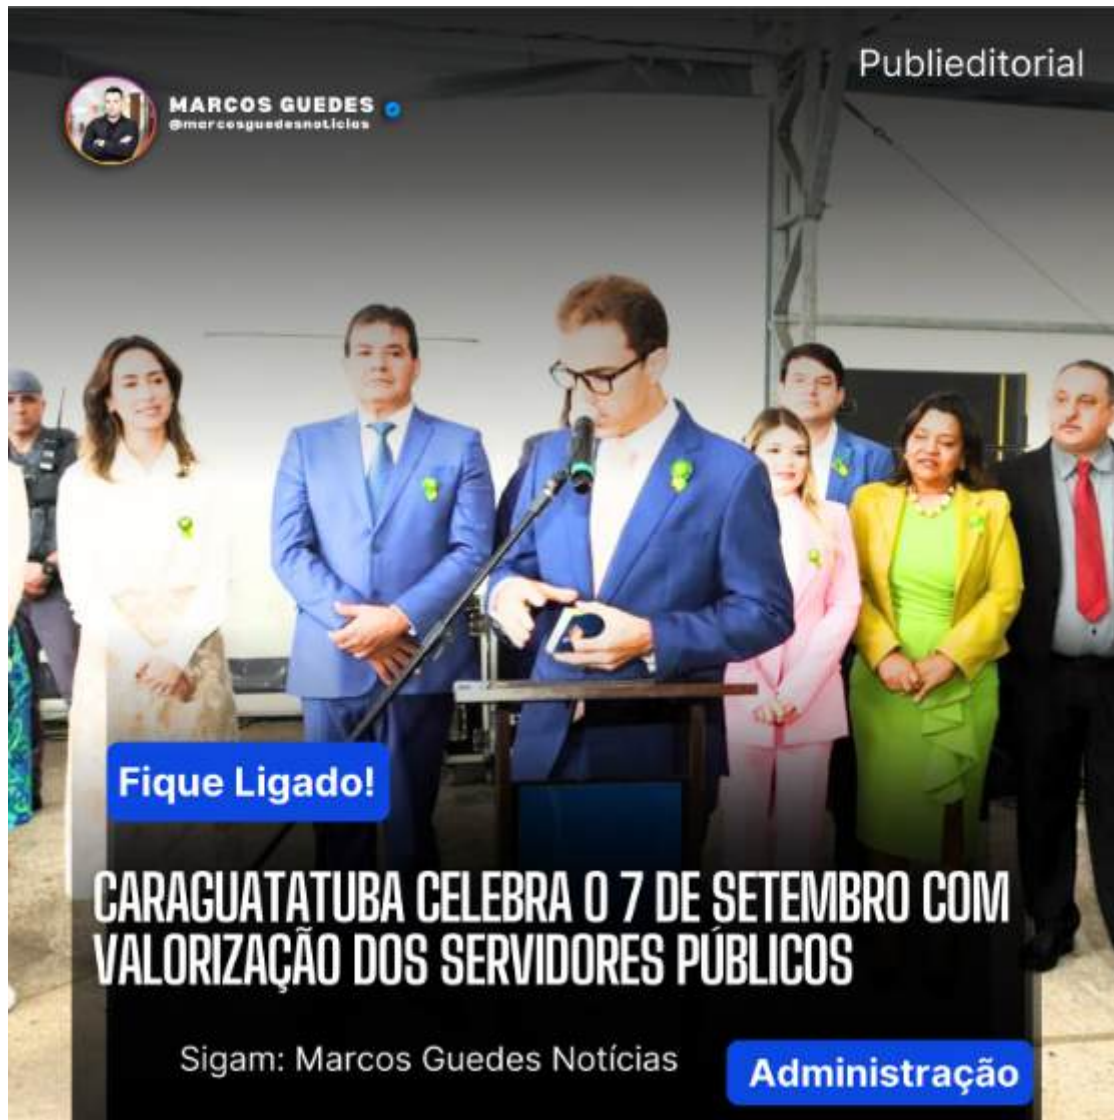 Publieditorial
MARCOS GUEDES
@marcosguedesnoticias
Fique Ligado!
CARAGUATATUBA CELEBRA O 7 DE SETEMBRO COM
VALORIZAÇÃO DOS SERVIDORES PÚBLICOS
Sigam: Marcos Guedes Notícias
Administração